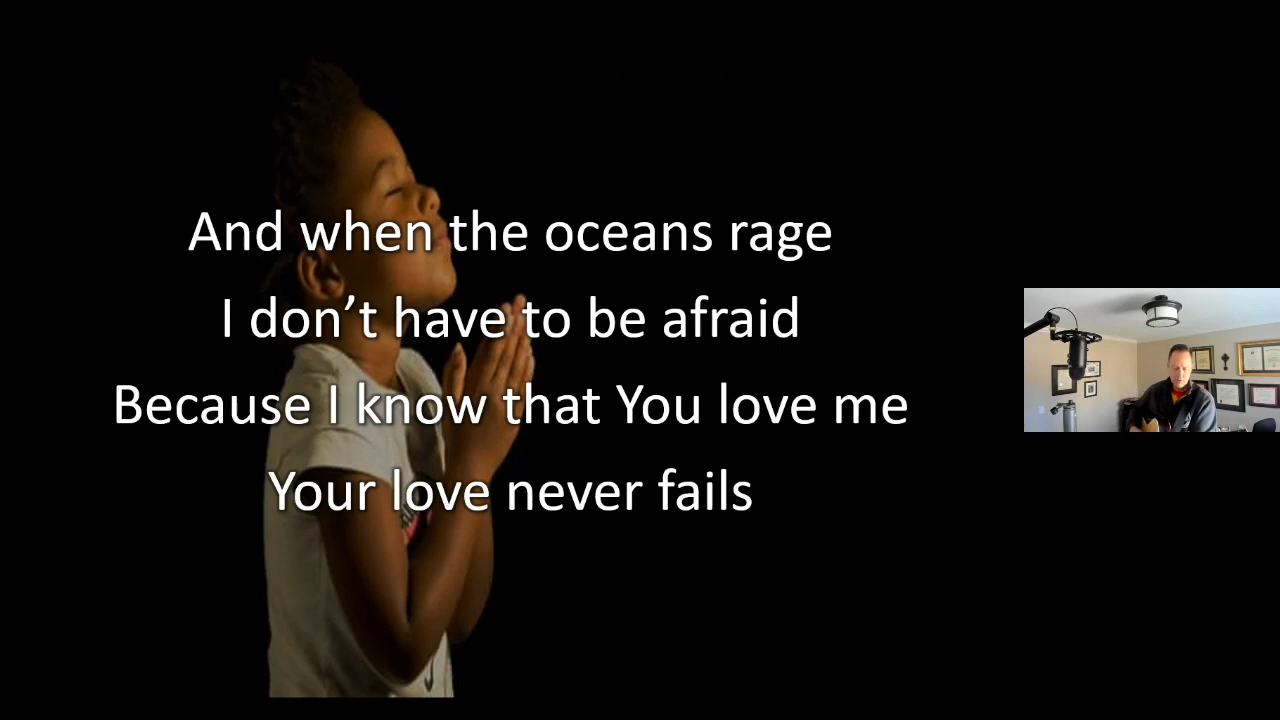 And when the oceans rage
I don’t have to be afraid
Because I know that You love me
Your love never fails